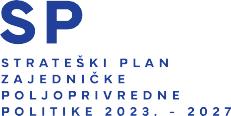 SP
STRATEŠKI PLAN
ZAJEDNIČKE
POLJOPRIVREDNE
POLITIKE 2023. - 2027